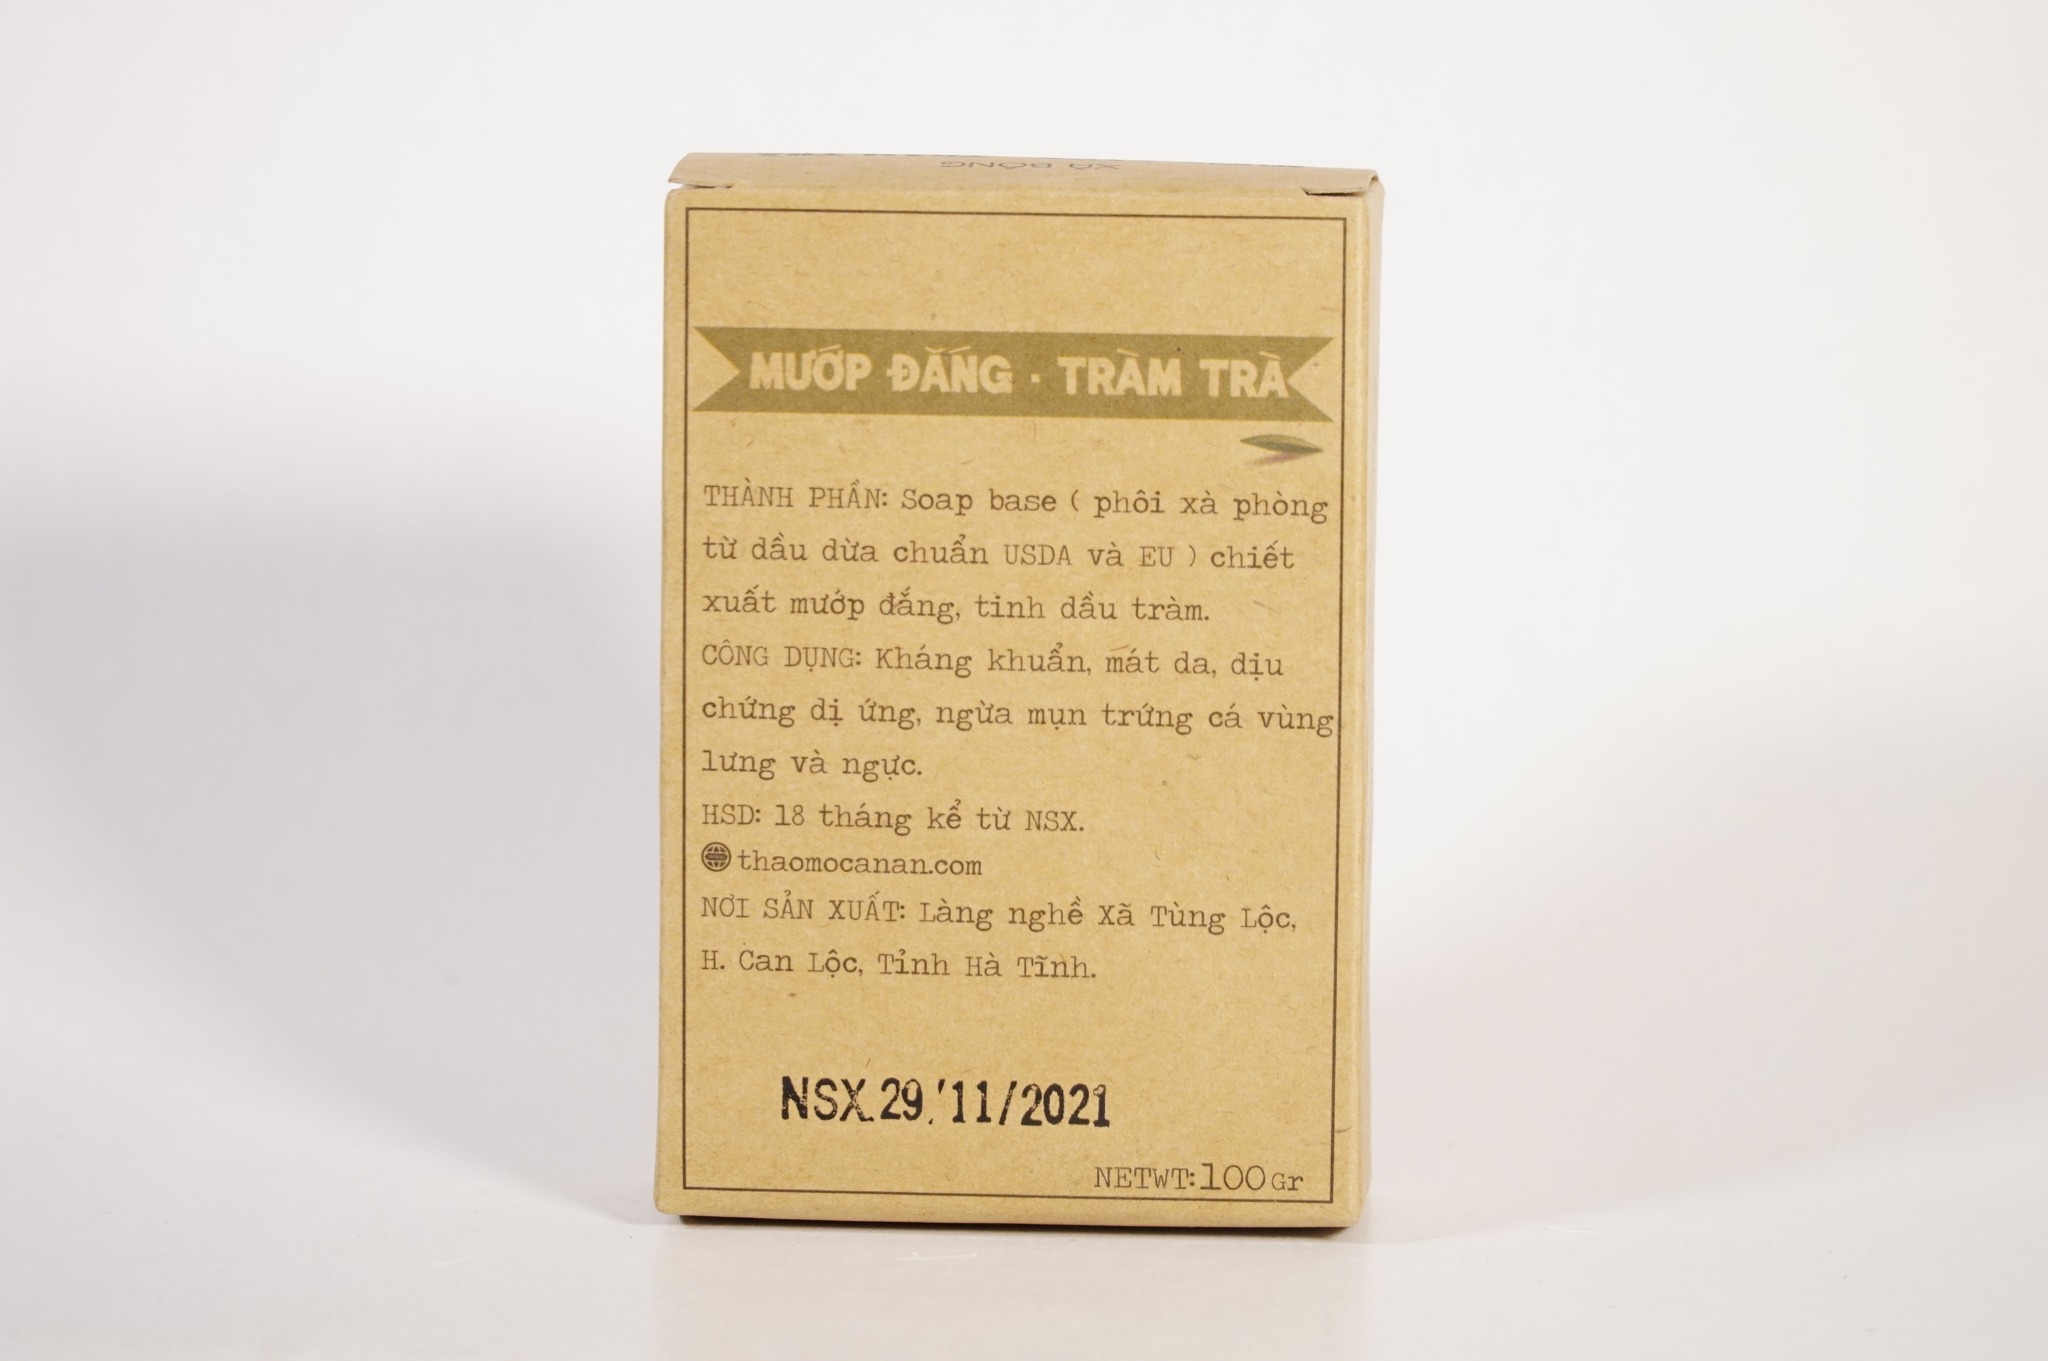 XÀ BÔNG
MƯỚP ĐẮNG · TRÀM TRÀ
THÀNH PHẦN: Soap base ( phôi xà phòng
từ dầu dừa chuẩn USDA và EU ) chiết
xuất mướp đắng, tinh dầu tràm.
CÔNG DỤNG: Kháng khuẩn, mát da, dịu
chứng dị ứng, ngừa mụn trứng cá vùng
lưng và ngực.
HSD: 18 tháng kể từ NSX.
thaomocanan.com
NƠI SẢN XUẤT: Làng nghề Xã Tùng Lộc,
H. Can Lộc, Tỉnh Hà Tĩnh.
NSX.29.'11/2021
NETWT:100Gr